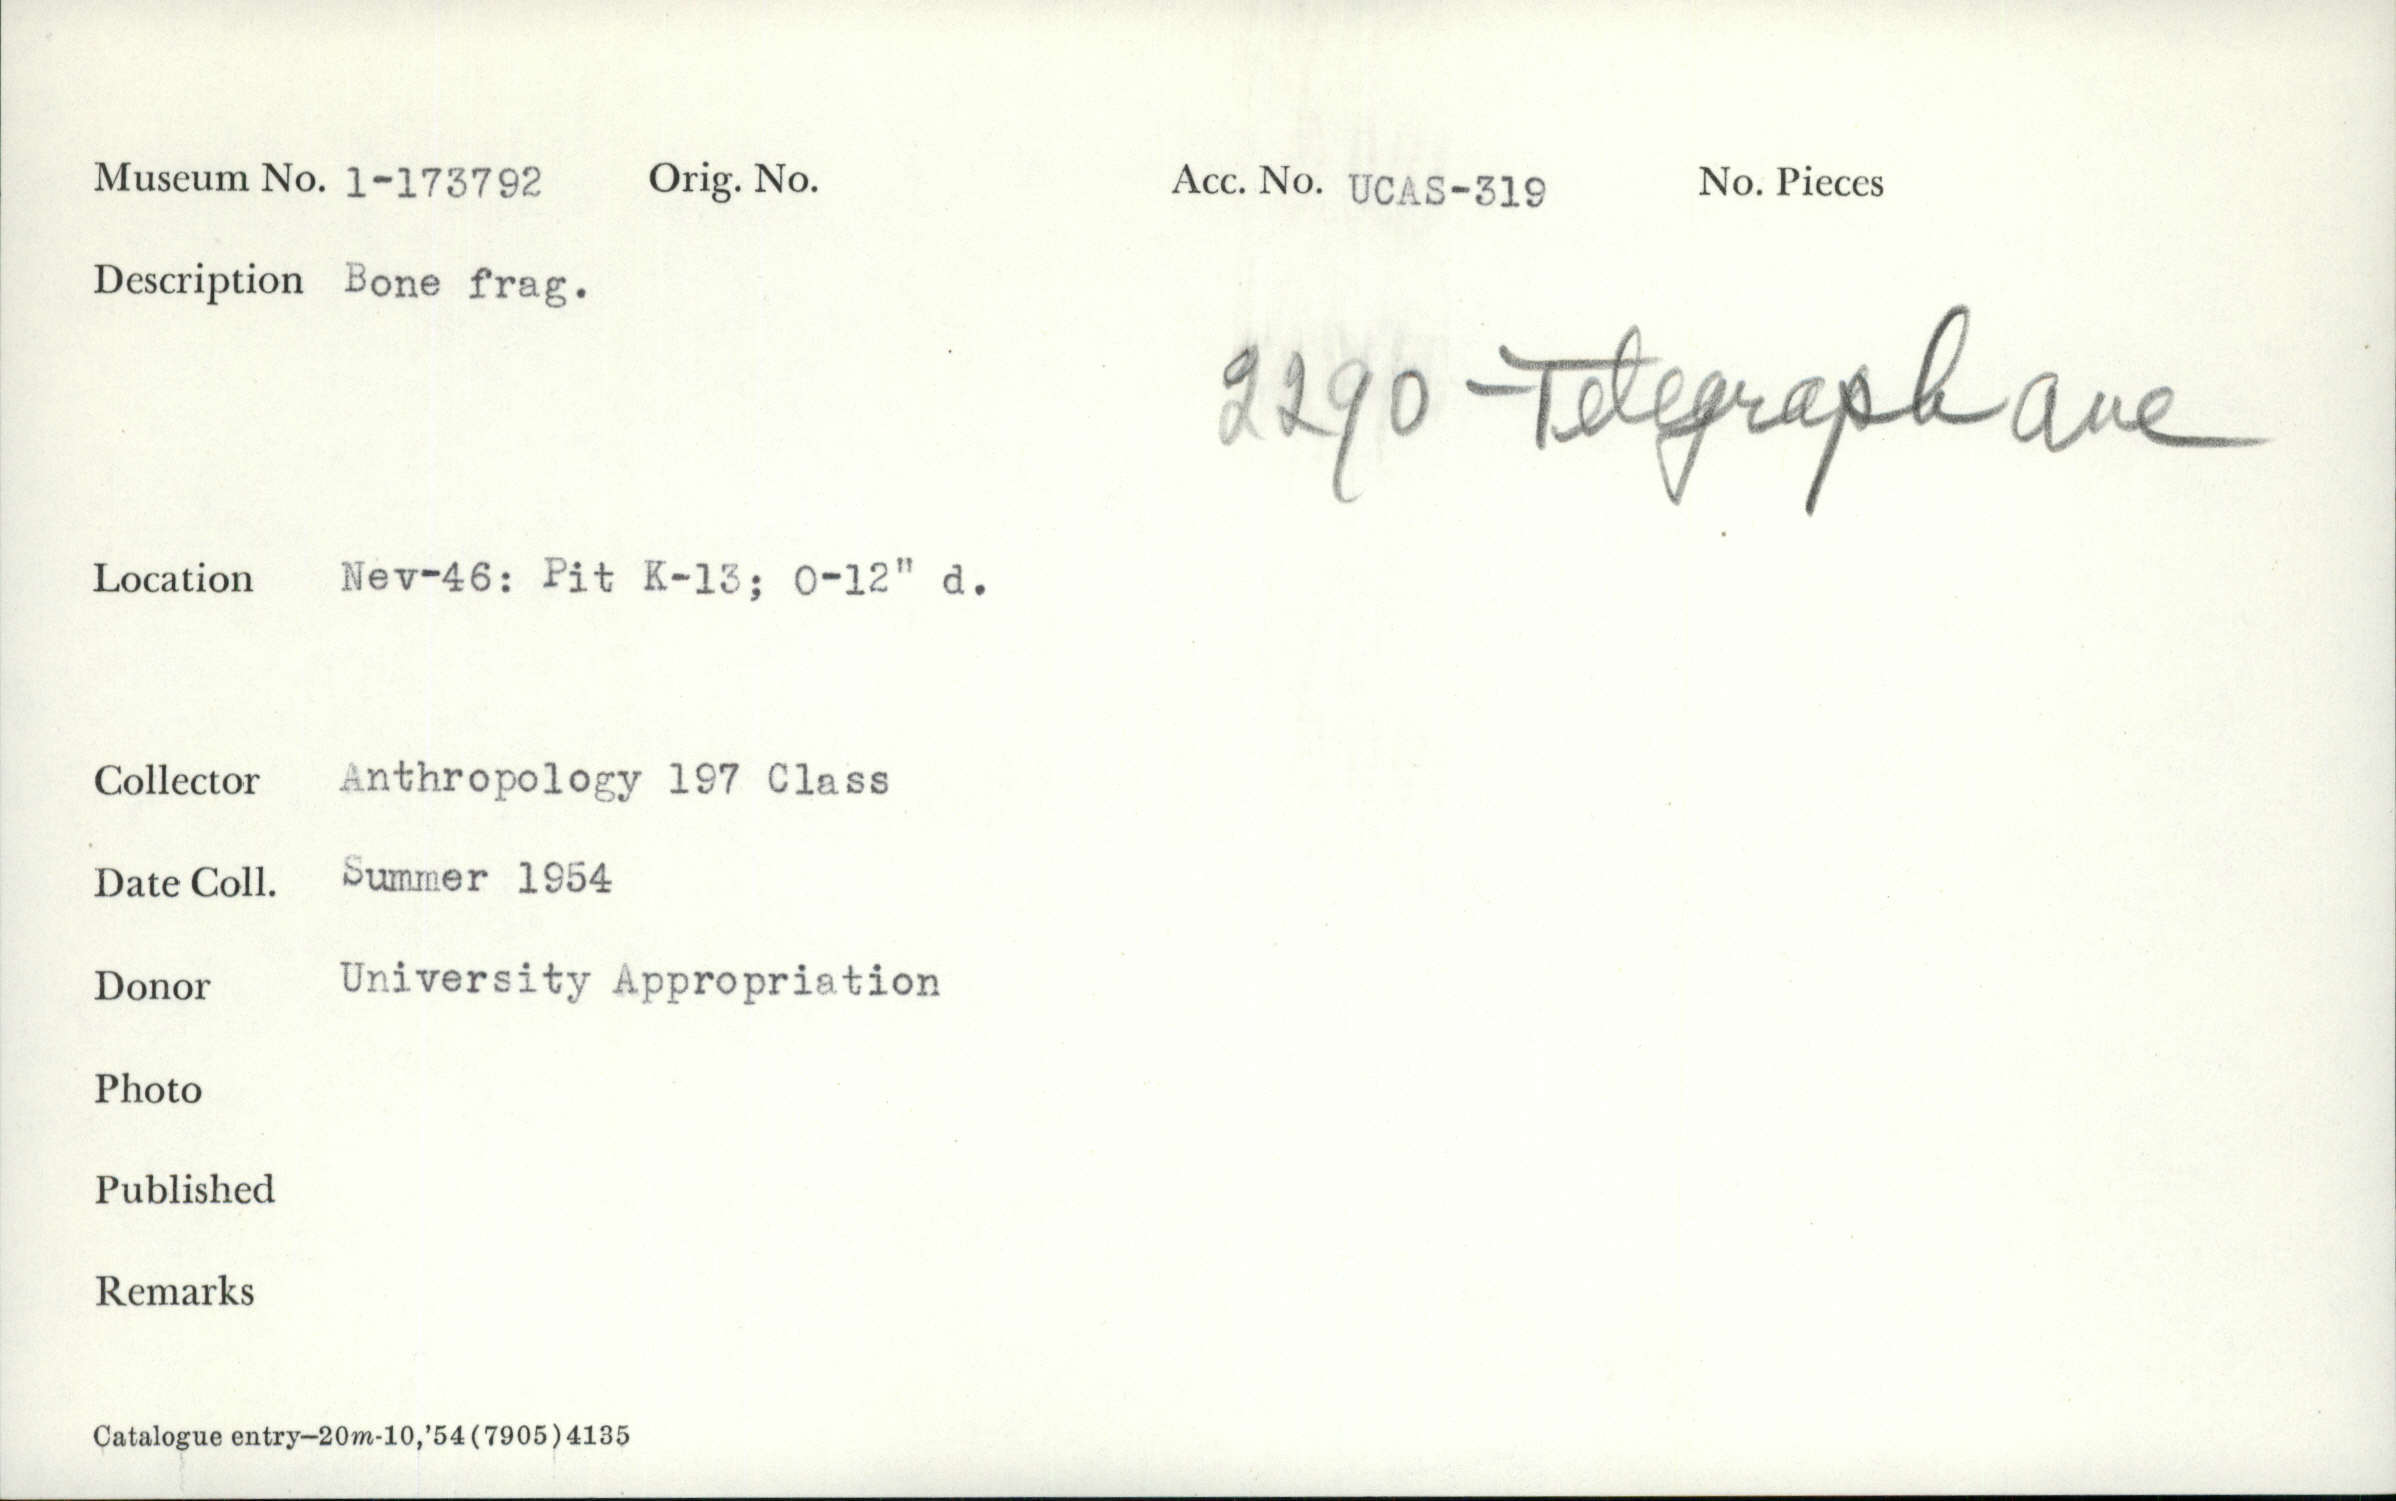 Museum No. 1-173792 Orig. No. Acc. No. UCAS-319 No. Pieces
Description Bone frag.
2290 - Telegraph ave
Location Nev-46: Pit K-13; 0-12" d.
Collector Anthropology 197 Class
Date Coll. Summer 1954
Donor University Appropriation
Photo
Published
Remarks
Catalogue entry—20m-10,'54(7905)4135